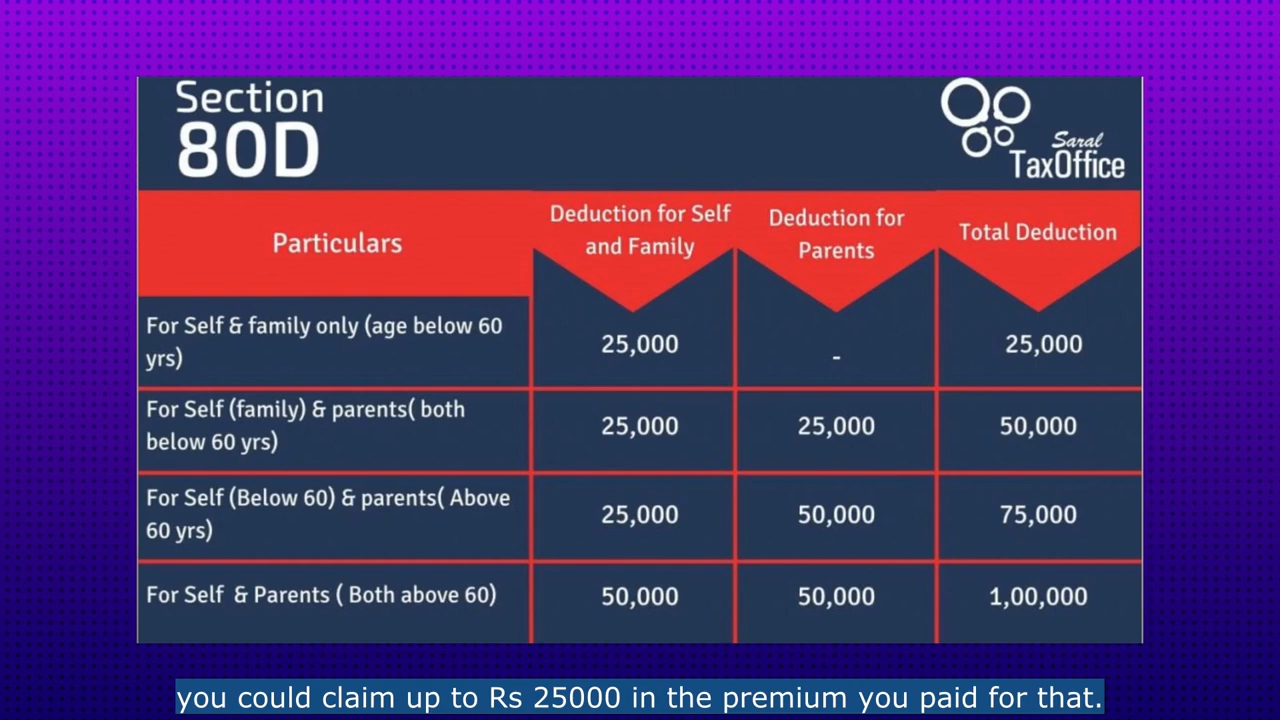 Section
80D
Saral
TaxOffice
Particulars
Deduction for Self
and Family
Deduction for
Parents
Total Deduction
For Self & family only (age below 60
yrs)
25,000
-
25,000
For Self (family) & parents( both
below 60 yrs)
25,000
25,000
50,000
For Self (Below 60) & parents( Above
60 yrs)
25,000
50,000
75,000
For Self & Parents ( Both above 60)
50,000
50,000
1,00,000
you could claim up to Rs 25000 in the premium you paid for that.